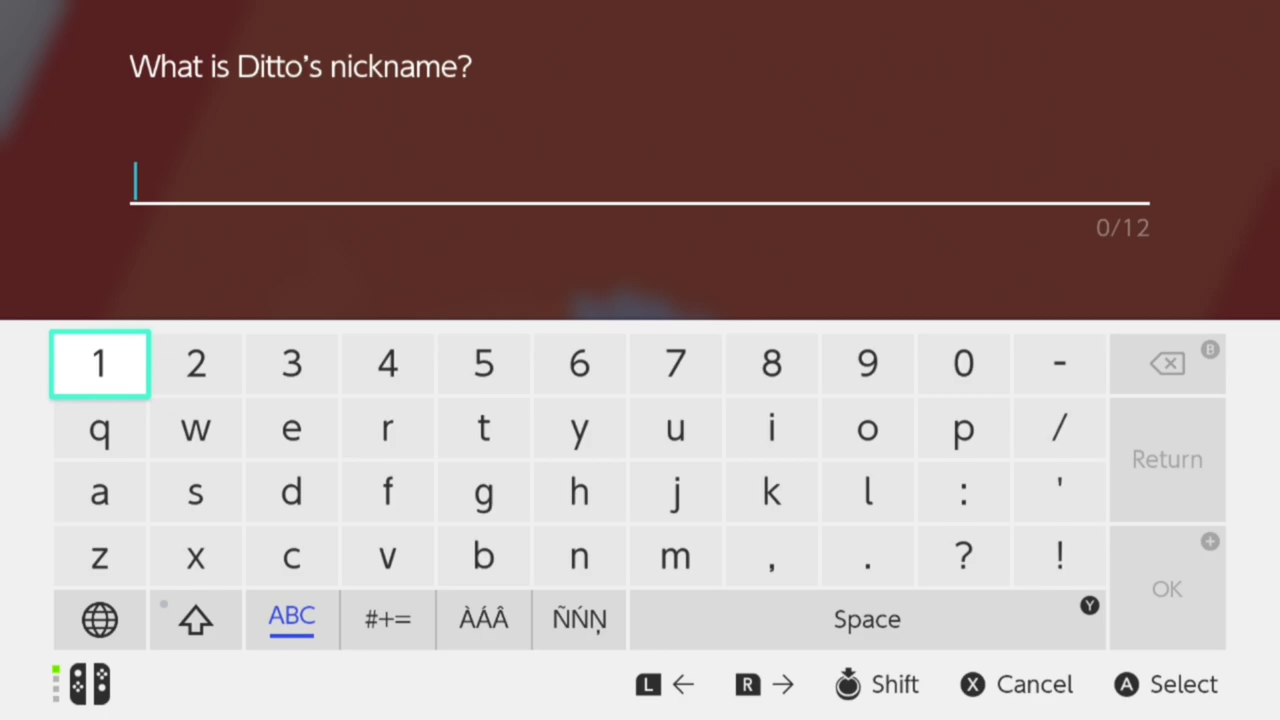 What is Ditto's nickname?
0/12
1 2 3 4 5 6 7 8 9 0 - B
q w e r t y u i o p /
Return
a s d f g h j k l : '
z x c v b n m , . ? ! +
OK
ABC #+= ÀÁÂ ÑŃŅ Space Y
L ← R → Shift X Cancel A Select